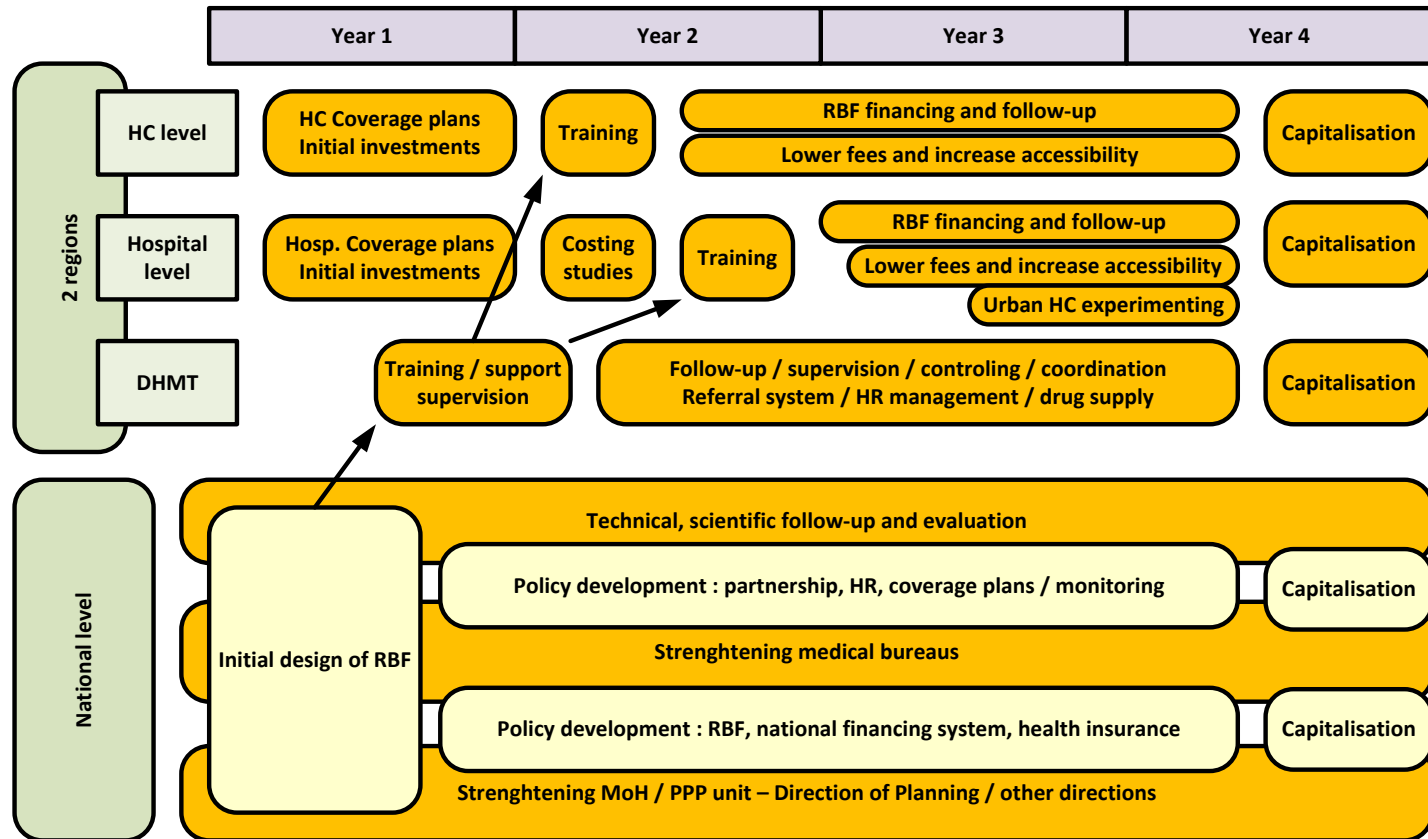 Year 1
Year 2
Year 3
Year 4
2 regions
HC level
HC Coverage plans
Initial investments
Training
RBF financing and follow-up
Lower fees and increase accessibility
Capitalisation
Hospital
level
Hosp. Coverage plans
Initial investments
Costing
studies
Training
RBF financing and follow-up
Lower fees and increase accessibility
Urban HC experimenting
Capitalisation
DHMT
Training / support
supervision
Follow-up / supervision / controling / coordination
Referral system / HR management / drug supply
Capitalisation
National level
Initial design of RBF
Technical, scientific follow-up and evaluation
Policy development : partnership, HR, coverage plans / monitoring
Capitalisation
Strenghtening medical bureaus
Policy development : RBF, national financing system, health insurance
Capitalisation
Strenghtening MoH / PPP unit – Direction of Planning / other directions